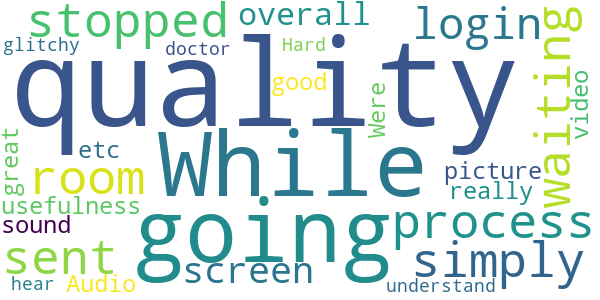 stopped
overall
login
waiting
glitchy
doctor
Hard
quality
good
Were
video
great
etc
While
room
picture
really
usefulness
sound
going
process
sent
screen
simply
hear
Audio
understand